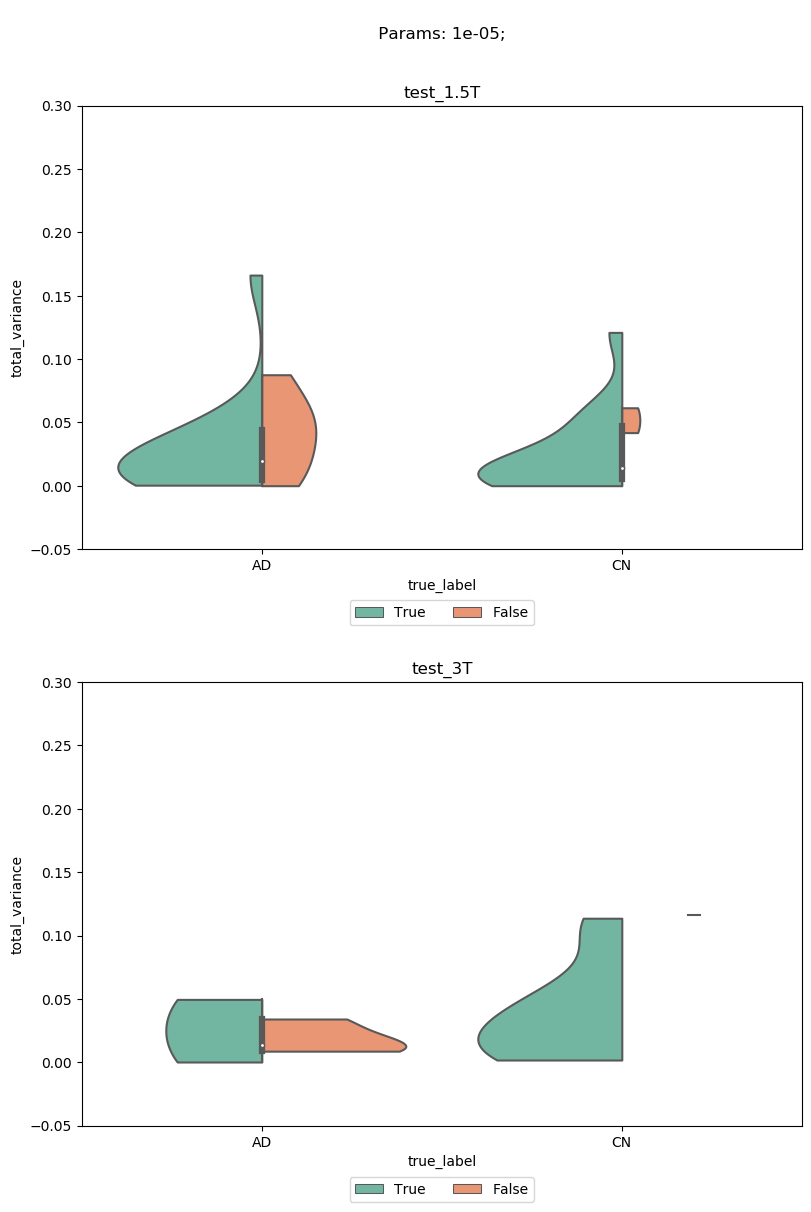 Params: 1e-05;
test_1.5T
0.30
0.25
0.20
0.15
0.10
0.05
0.00
−0.05
total_variance
AD CN
true_label
True False
test_3T
0.30
0.25
0.20
0.15
0.10
0.05
0.00
−0.05
total_variance
AD CN
true_label
True False